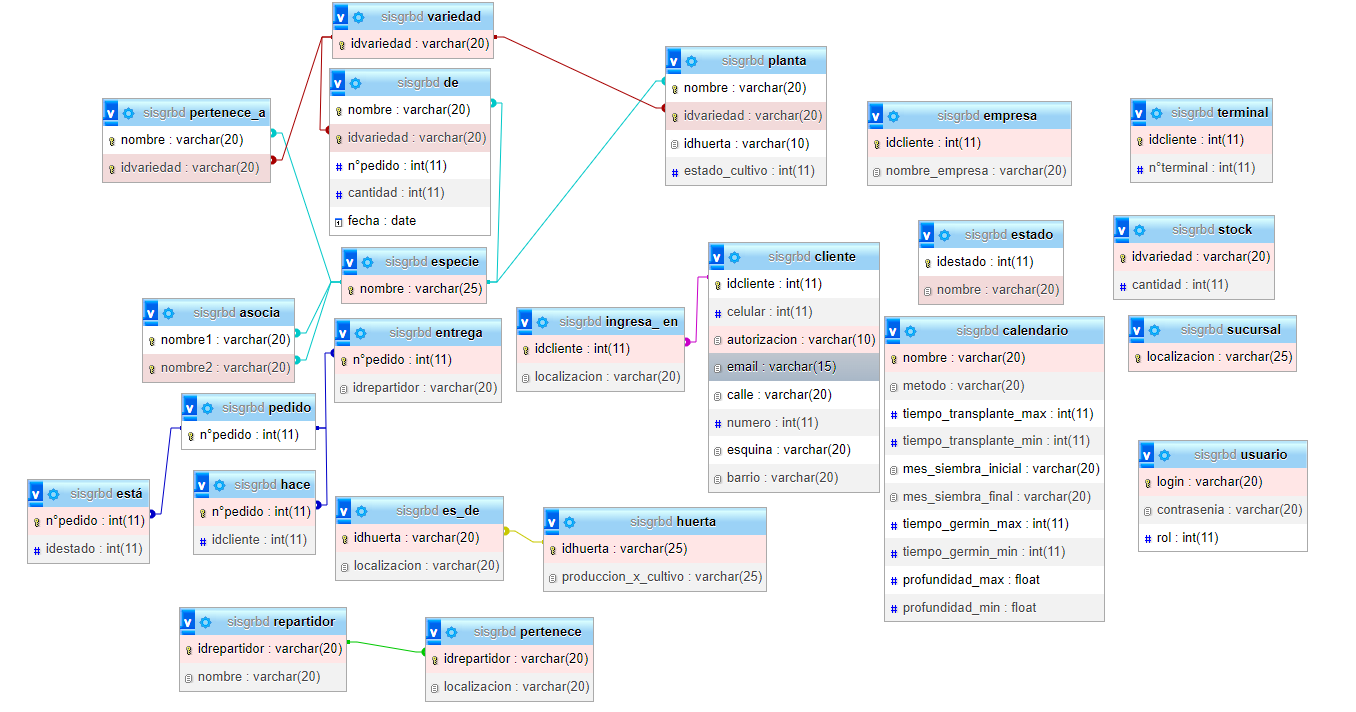 sisgrbd variedad
idvariedad : varchar(20)
sisgrbd de
nombre : varchar(20)
idvariedad : varchar(20)
n°pedido : int(11)
cantidad : int(11)
fecha : date
sisgrbd pertenece_a
nombre : varchar(20)
idvariedad : varchar(20)
sisgrbd planta
nombre : varchar(20)
idvariedad : varchar(20)
idhuerta : varchar(10)
estado_cultivo : int(11)
sisgrbd empresa
idcliente : int(11)
nombre_empresa : varchar(20)
sisgrbd terminal
idcliente : int(11)
n°terminal : int(11)
sisgrbd especie
nombre : varchar(25)
sisgrbd asocia
nombre1 : varchar(20)
nombre2 : varchar(20)
sisgrbd entrega
n°pedido : int(11)
idrepartidor : varchar(20)
sisgrbd ingresa_ en
idcliente : int(11)
localizacion : varchar(20)
sisgrbd cliente
idcliente : int(11)
celular : int(11)
autorizacion : varchar(10)
email : varchar(15)
calle : varchar(20)
numero : int(11)
esquina : varchar(20)
barrio : varchar(20)
sisgrbd estado
idestado : int(11)
nombre : varchar(20)
sisgrbd stock
idvariedad : varchar(20)
cantidad : int(11)
sisgrbd calendario
nombre : varchar(20)
metodo : varchar(20)
tiempo_transplante_max : int(11)
tiempo_transplante_min : int(11)
mes_siembra_inicial : varchar(20)
mes_siembra_final : varchar(20)
tiempo_germin_max : int(11)
tiempo_germin_min : int(11)
profundidad_max : float
profundidad_min : float
sisgrbd sucursal
localizacion : varchar(25)
sisgrbd pedido
n°pedido : int(11)
sisgrbd está
n°pedido : int(11)
idestado : int(11)
sisgrbd hace
n°pedido : int(11)
idcliente : int(11)
sisgrbd es_de
idhuerta : varchar(20)
localizacion : varchar(20)
sisgrbd huerta
idhuerta : varchar(25)
produccion_x_cultivo : varchar(25)
sisgrbd usuario
login : varchar(20)
contrasenia : varchar(20)
rol : int(11)
sisgrbd repartidor
idrepartidor : varchar(20)
nombre : varchar(20)
sisgrbd pertenece
idrepartidor : varchar(20)
localizacion : varchar(20)